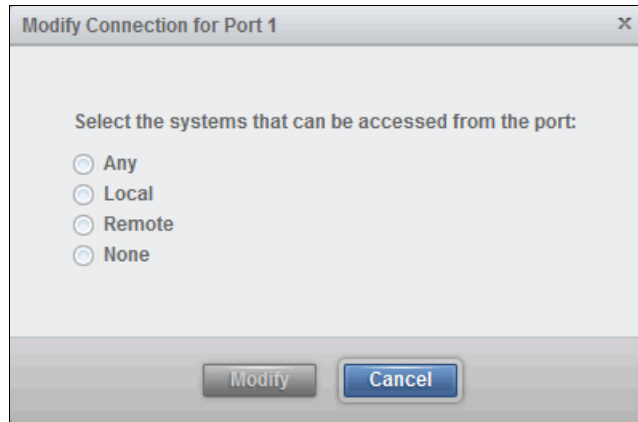 Modify Connection for Port 1
x
Select the systems that can be accessed from the port:
Any
Local
Remote
None
Modify
Cancel